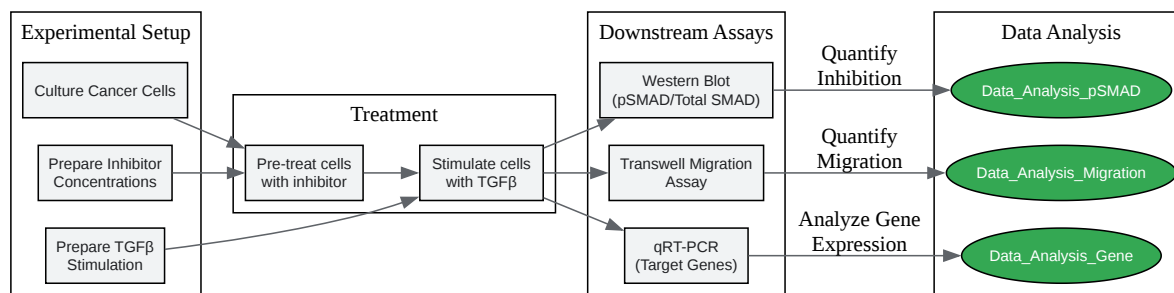 Experimental Setup
Culture Cancer Cells
Prepare Inhibitor
Concentrations
Prepare TGFβ
Stimulation
Treatment
Pre-treat cells
with inhibitor
Stimulate cells
with TGFβ
Downstream Assays
Western Blot
(pSMAD/Total SMAD)
Transwell Migration
Assay
qRT-PCR
(Target Genes)
Quantify
Inhibition
Quantify
Migration
Analyze Gene
Expression
Data Analysis
Data_Analysis_pSMAD
Data_Analysis_Migration
Data_Analysis_Gene